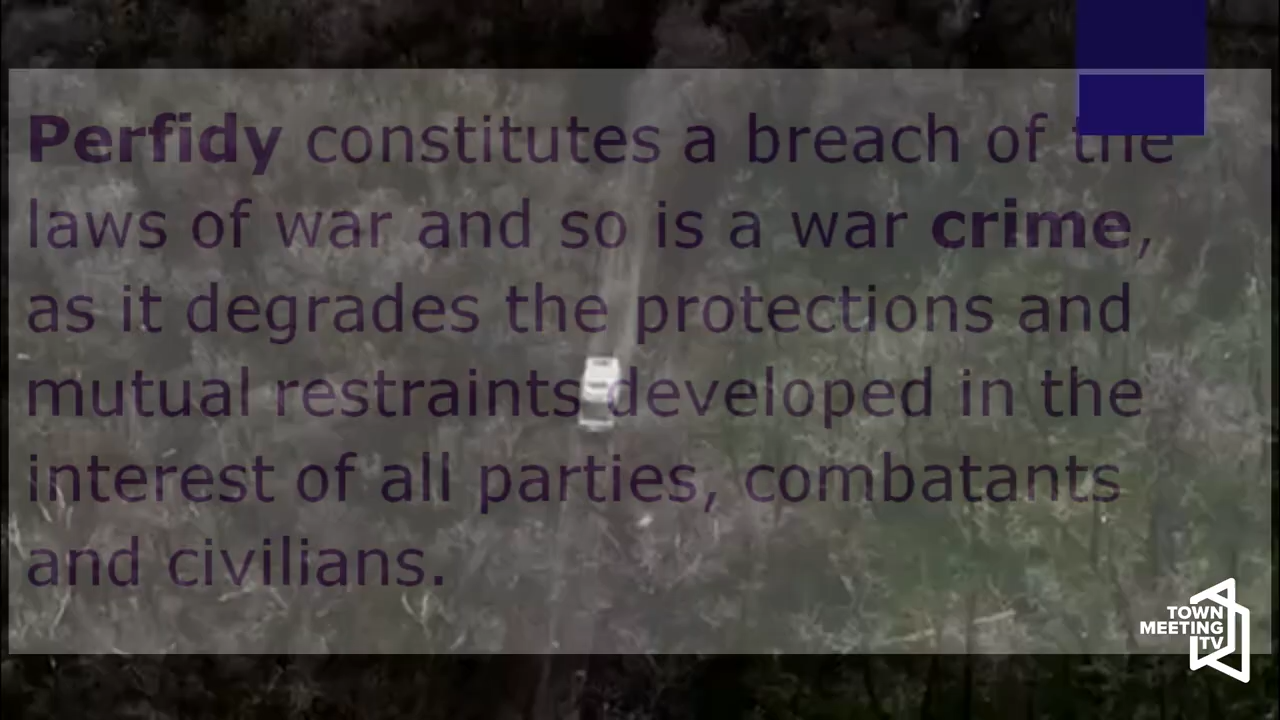 Perfidy constitutes a breach of the
laws of war and so is a war crime,
as it degrades the protections and
mutual restraints developed in the
interest of all parties, combatants
and civilians.
TOWN
MEETING
TV